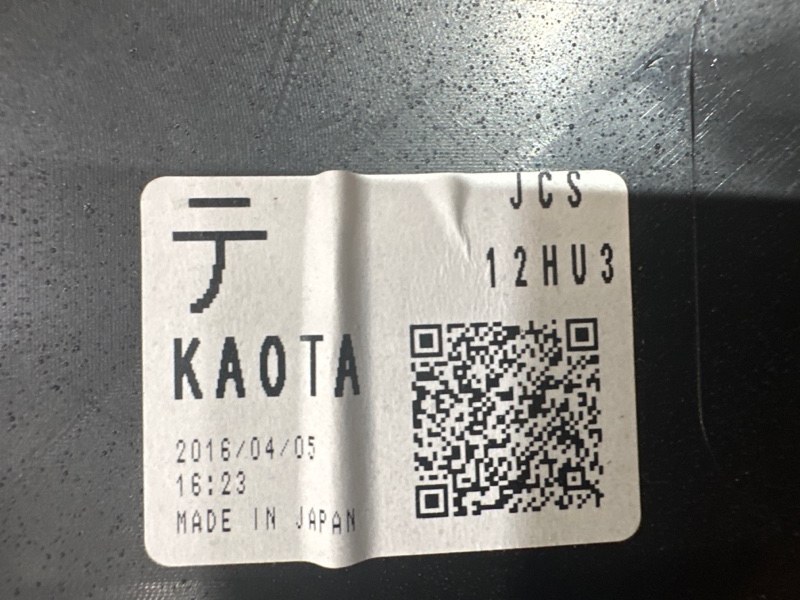 テ
JCS
12HU3
KAOTA
2016/04/05
16:23
MADE IN JAPAN